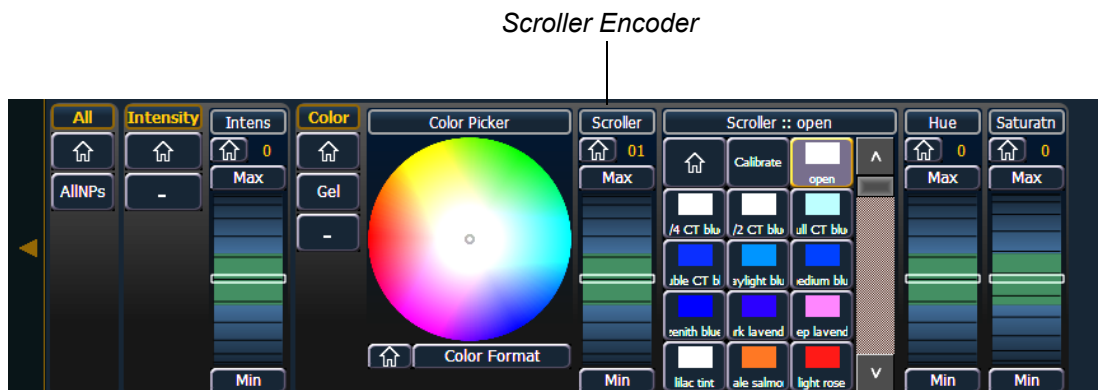 Scroller Encoder
All Intensity Intens Color Color Picker Scroller Scroller :: open Hue Saturatn
0 01 Calibrate open ʌ 0 0
AllNPs - Max Gel Max Max Max
/4 CT blu /2 CT blu ull CT blu
-
ıble CT bl aylight blu edium blu
zenith blue rk lavend ep lavend
Color Format
Min Min lilac tint ale salmo light rose v Min Min